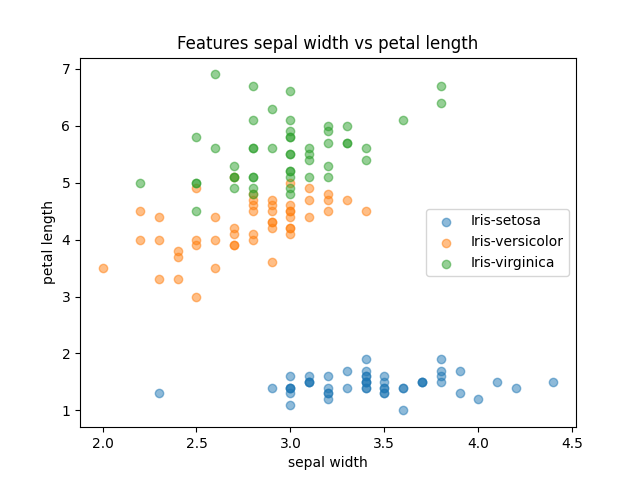 Features sepal width vs petal length
7
6
5
4
3
2
1
petal length
Iris-setosa
Iris-versicolor
Iris-virginica
2.0 2.5 3.0 3.5 4.0 4.5
sepal width